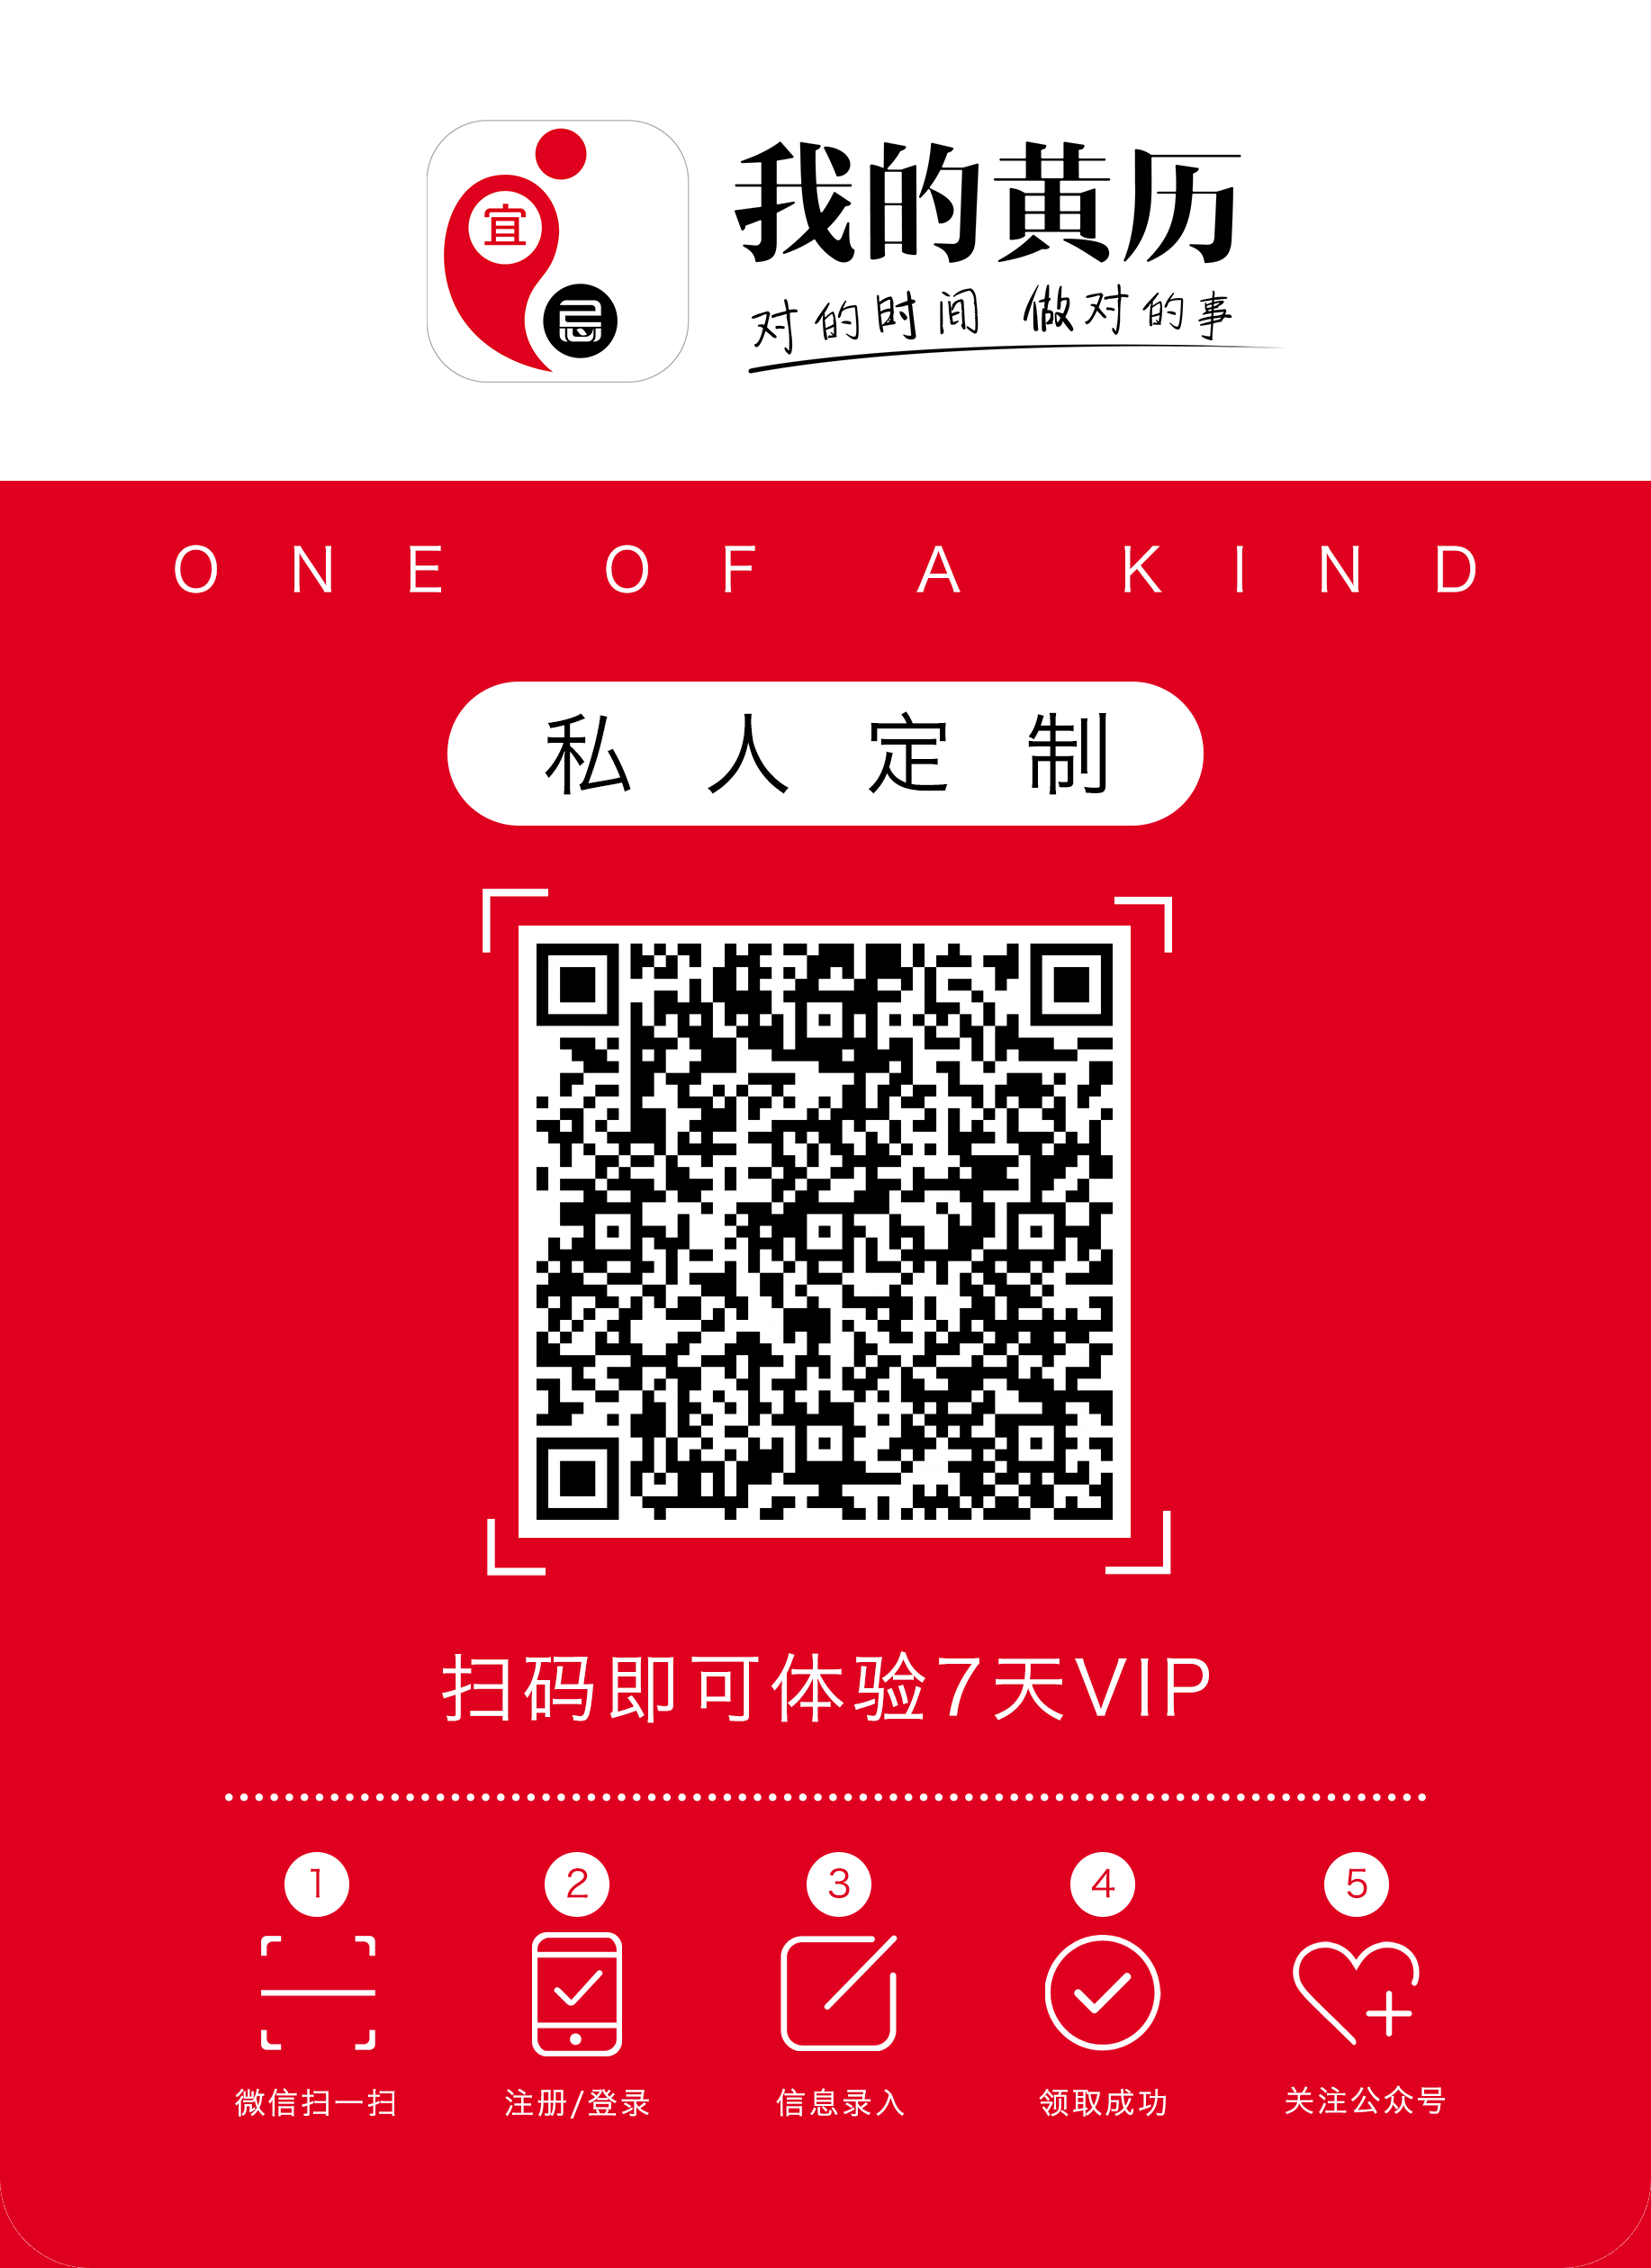 宜
忌
我的黄历
对的时间 做对的事
ONE OF A KIND
私人定制
扫码即可体验7天VIP
1 2 3 4 5
微信扫一扫 注册/登录 信息录入 领取成功 关注公众号